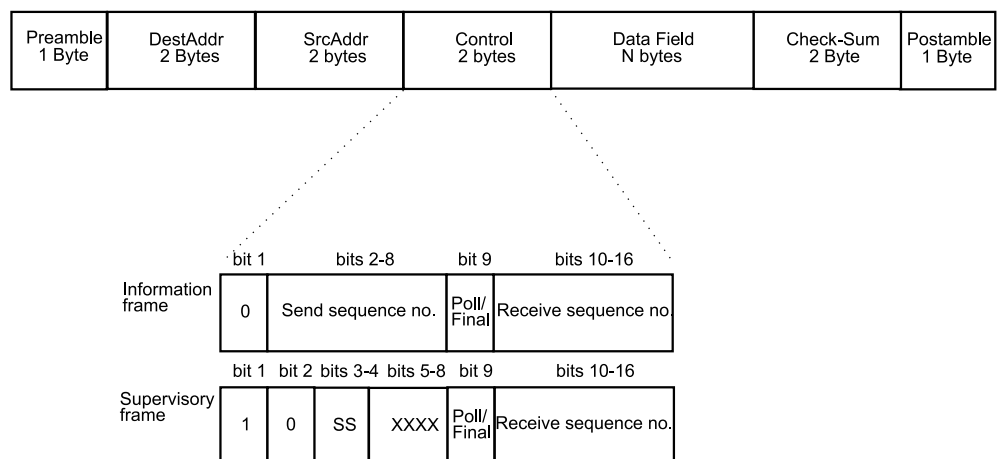 Preamble
1 Byte
DestAddr
2 Bytes
SrcAddr
2 bytes
Control
2 bytes
Data Field
N bytes
Check-Sum
2 Byte
Postamble
1 Byte
bit 1
bits 2-8
bit 9
bits 10-16
Information
frame
0
Send sequence no.
Poll/
Final
Receive sequence no.
bit 1
bit 2
bits 3-4
bits 5-8
bit 9
bits 10-16
Supervisory
frame
1
0
SS
XXXX
Poll/
Final
Receive sequence no.